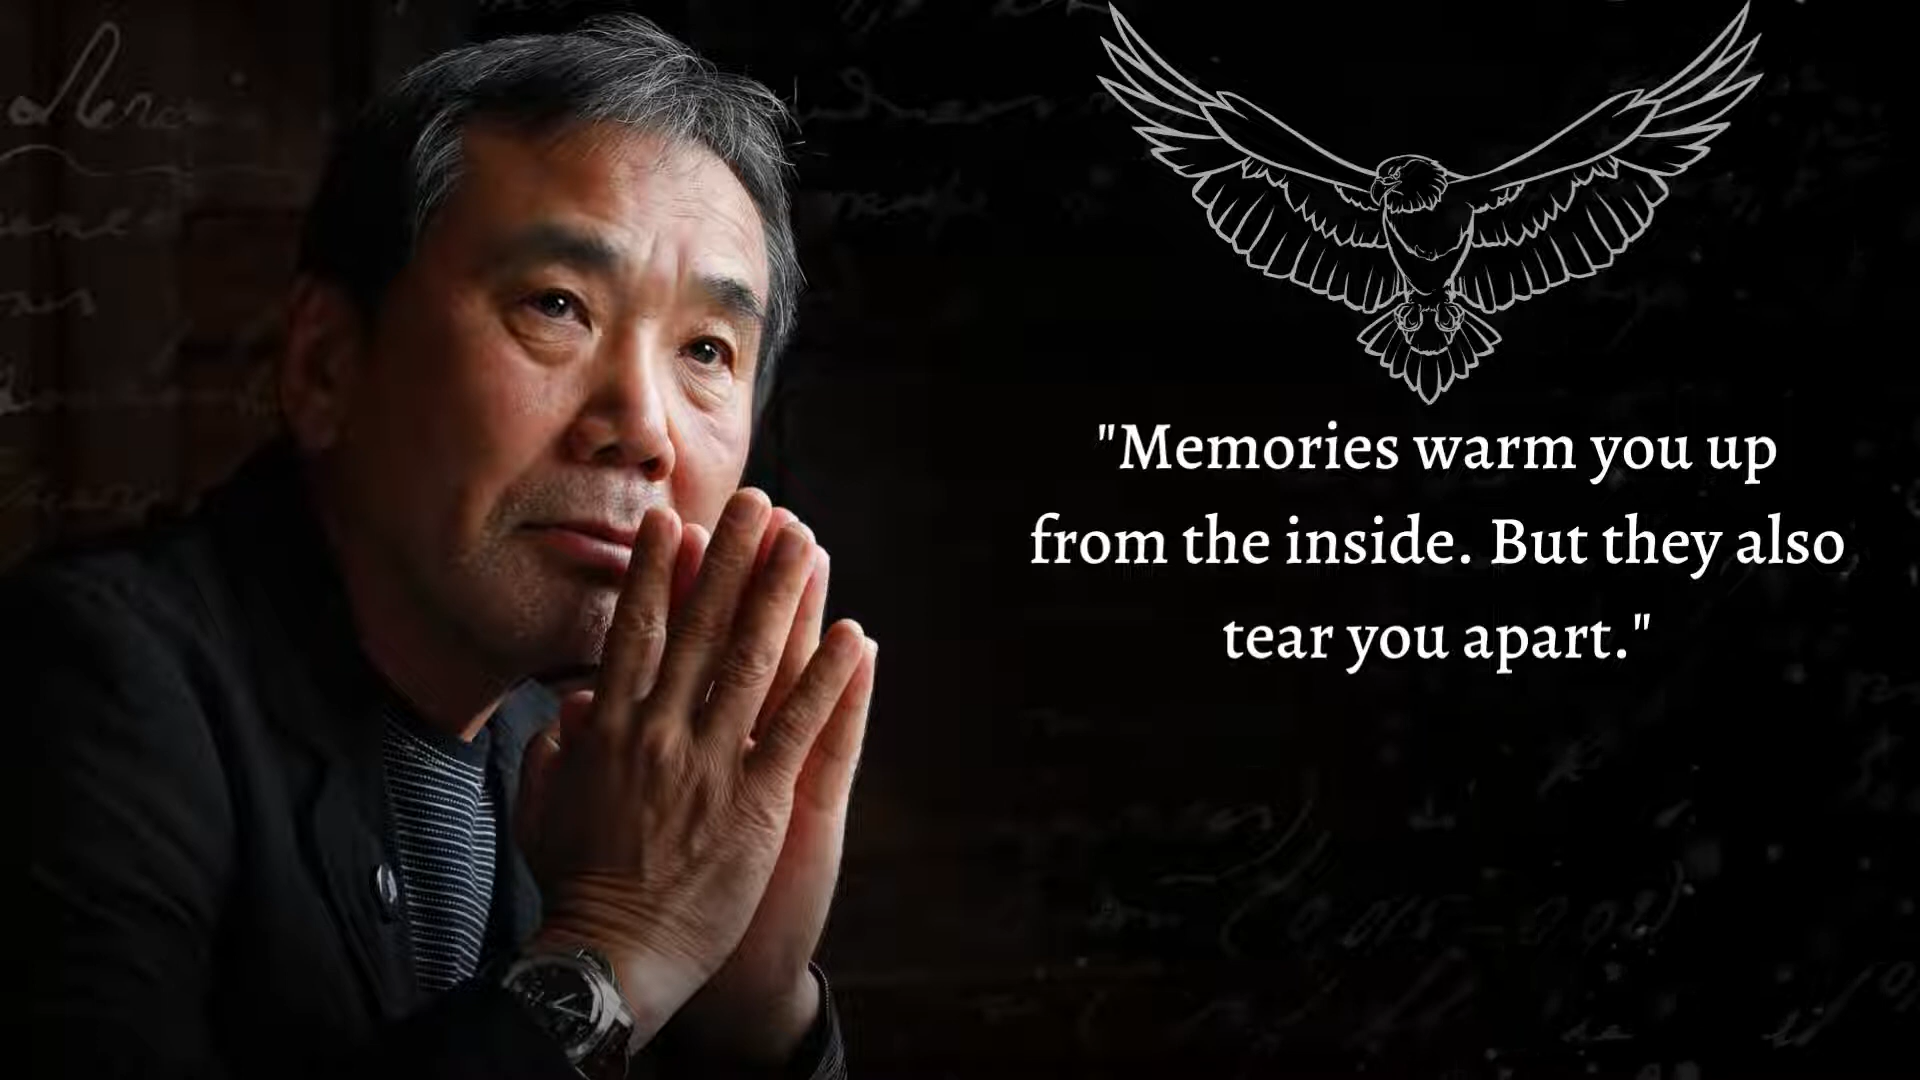 "Memories warm you up
from the inside. But they also
tear you apart."